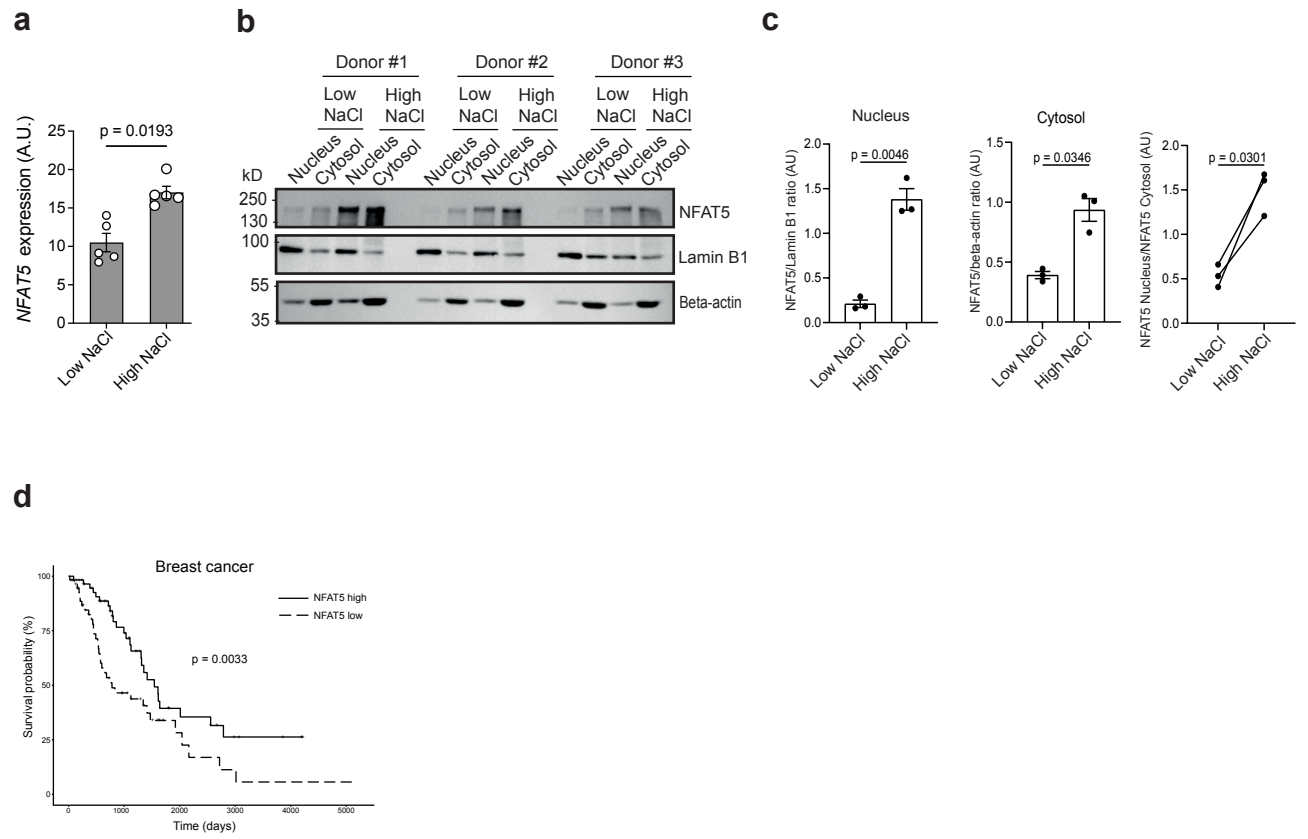 a
NFAT5 expression (A.U.)
25
20
15
10
5
0
p = 0.0193
Low NaCl
High NaCl
b
Donor #1
Donor #2
Donor #3
Low NaCl
High NaCl
Low NaCl
High NaCl
Low NaCl
High NaCl
Nucleus
Cytosol
Nucleus
Cytosol
Nucleus
Cytosol
Nucleus
Cytosol
Nucleus
Cytosol
Nucleus
Cytosol
kD
250
130
NFAT5
100
Lamin B1
55
35
Beta-actin
c
Nucleus
NFAT5/Lamin B1 ratio (AU)
2.0
1.5
1.0
0.5
0.0
p = 0.0046
Low NaCl
High NaCl
Cytosol
NFAT5/beta-actin ratio (AU)
1.5
1.0
0.5
0.0
p = 0.0346
Low NaCl
High NaCl
NFAT5 Nucleus/NFAT5 Cytosol (AU)
2.0
1.5
1.0
0.5
0.0
p = 0.0301
Low NaCl
High NaCl
d
Breast cancer
NFAT5 high
NFAT5 low
p = 0.0033
Survival probability (%)
100
75
50
25
0
0
1000
2000
3000
4000
5000
Time (days)